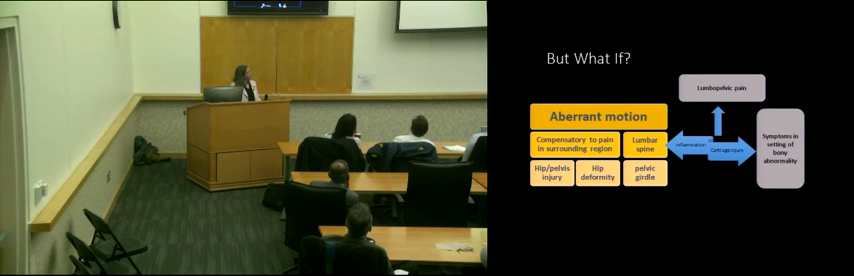 But What If?
Lumbopelvic pain
Aberrant motion
Compensatory to pain
in surrounding region
Lumbar
spine
Hip/pelvis
injury
Hip
deformity
pelvic
girdle
Inflammation
Cartilage injury
Symptoms in
setting of
bony
abnormality